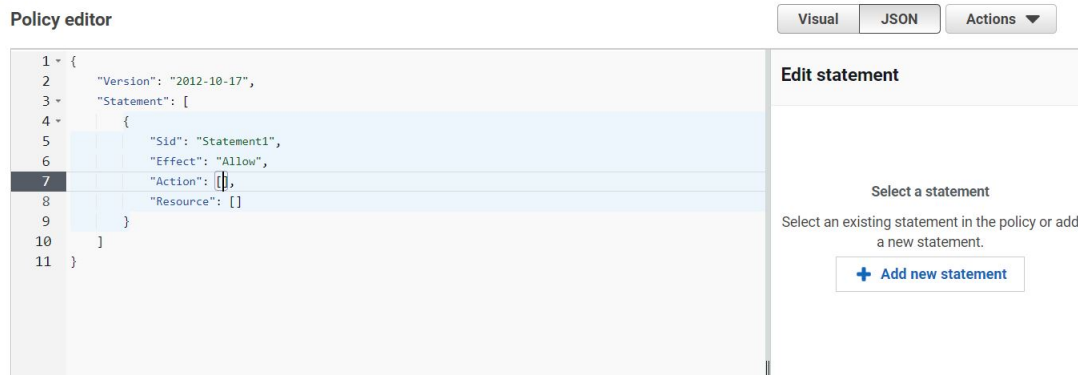 Policy editor
Visual
JSON
Actions
1 {
2 "Version": "2012-10-17",
3 "Statement": [
4 {
5 "Sid": "Statement1",
6 "Effect": "Allow",
7 "Action": [],
8 "Resource": []
9 }
10 ]
11 }
Edit statement
Select a statement
Select an existing statement in the policy or add
a new statement.
+ Add new statement